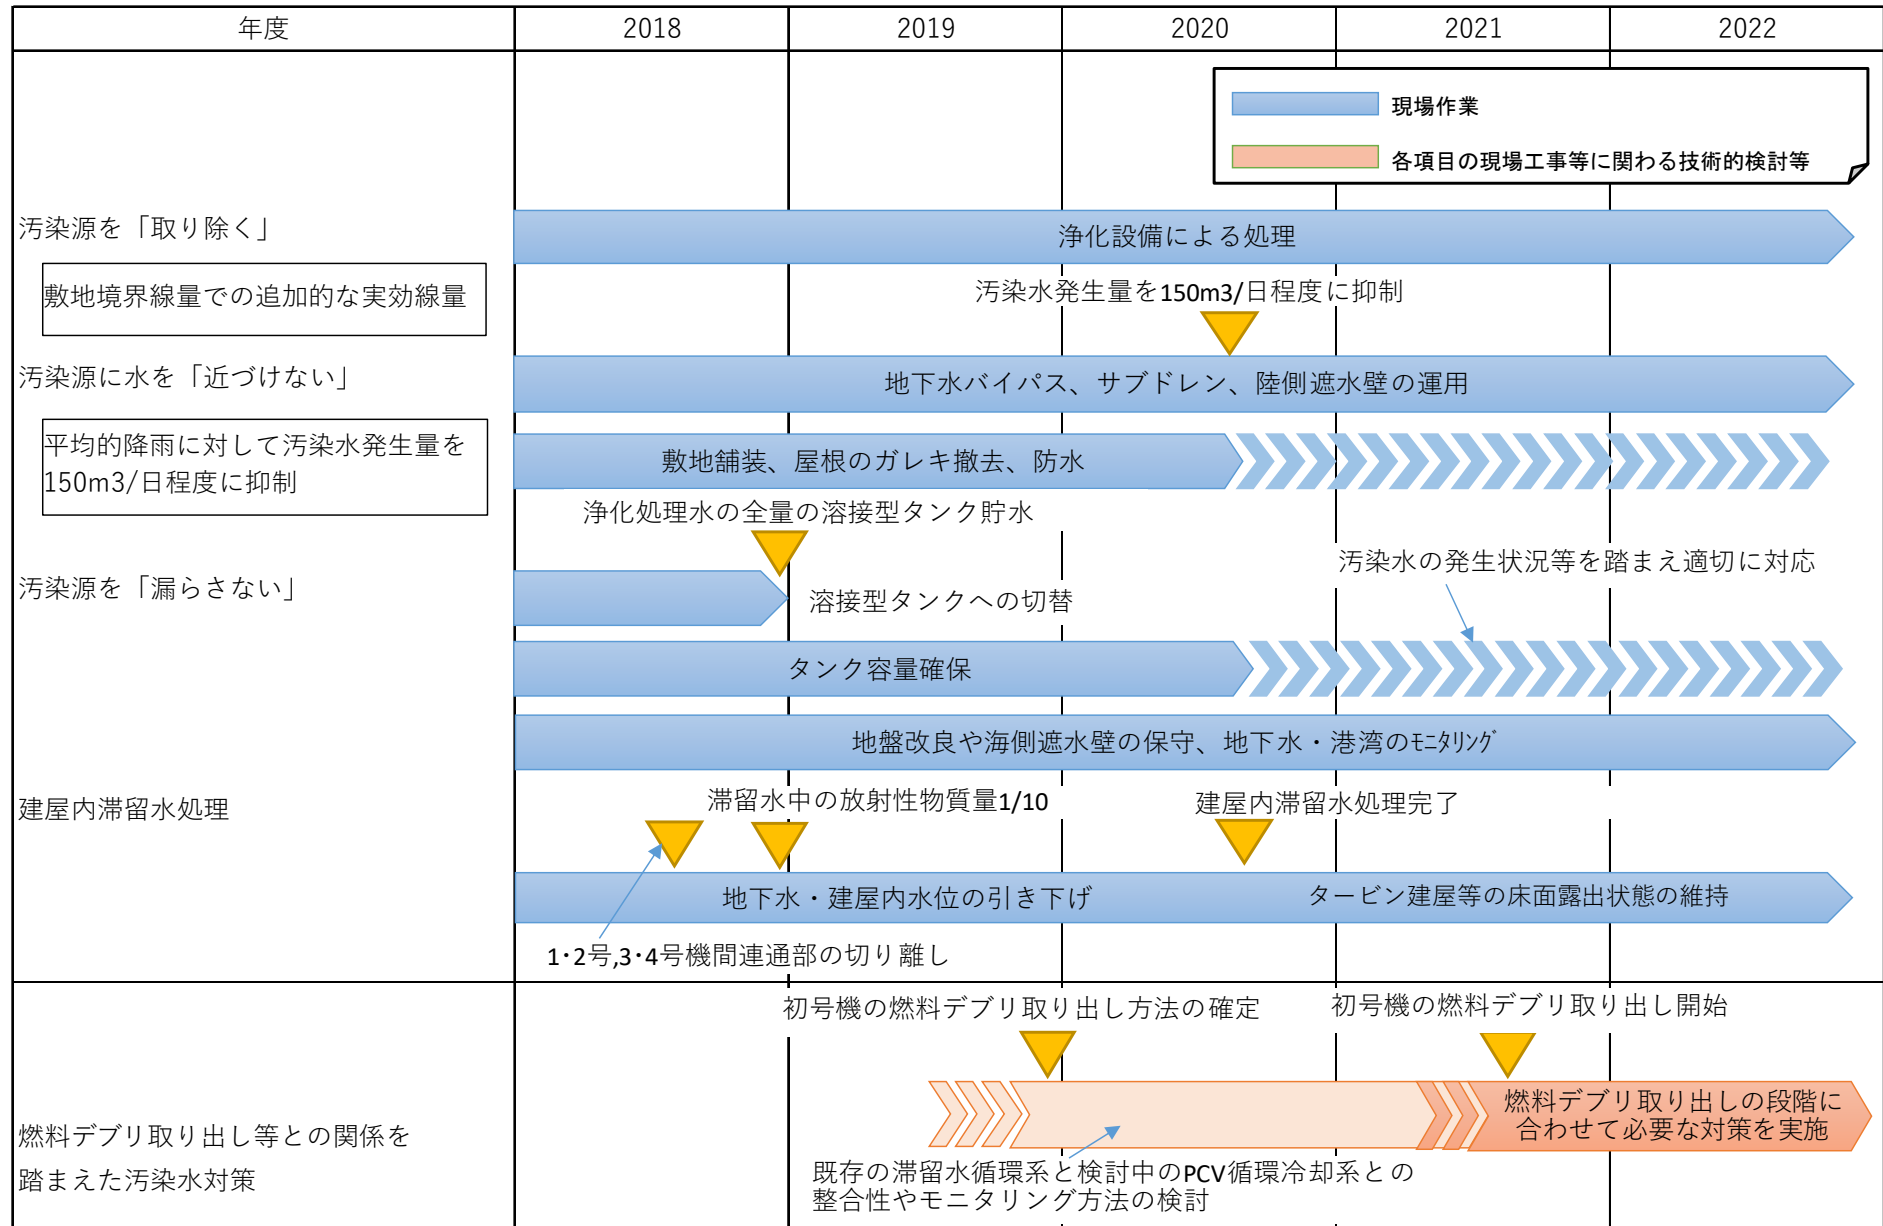 年度
2018
2019
2020
2021
2022
現場作業
各項目の現場工事等に関わる技術的検討等
汚染源を「取り除く」
浄化設備による処理
敷地境界線量での追加的な実効線量
汚染水発生量を150m3/日程度に抑制
汚染源に水を「近づけない」
地下水バイパス、サブドレン、陸側遮水壁の運用
平均的降雨に対して汚染水発生量を
150m3/日程度に抑制
敷地舗装、屋根のガレキ撤去、防水
浄化処理水の全量の溶接型タンク貯水
汚染水の発生状況等を踏まえ適切に対応
汚染源を「漏らさない」
溶接型タンクへの切替
タンク容量確保
地盤改良や海側遮水壁の保守、地下水・港湾のﾓﾆﾀﾘﾝｸﾞ
建屋内滞留水処理
滞留水中の放射性物質量1/10
建屋内滞留水処理完了
地下水・建屋内水位の引き下げ
タービン建屋等の床面露出状態の維持
1･2号,3･4号機間連通部の切り離し
初号機の燃料デブリ取り出し方法の確定
初号機の燃料デブリ取り出し開始
燃料デブリ取り出しの段階に
合わせて必要な対策を実施
燃料デブリ取り出し等との関係を
踏まえた汚染水対策
既存の滞留水循環系と検討中のPCV循環冷却系との
整合性やモニタリング方法の検討